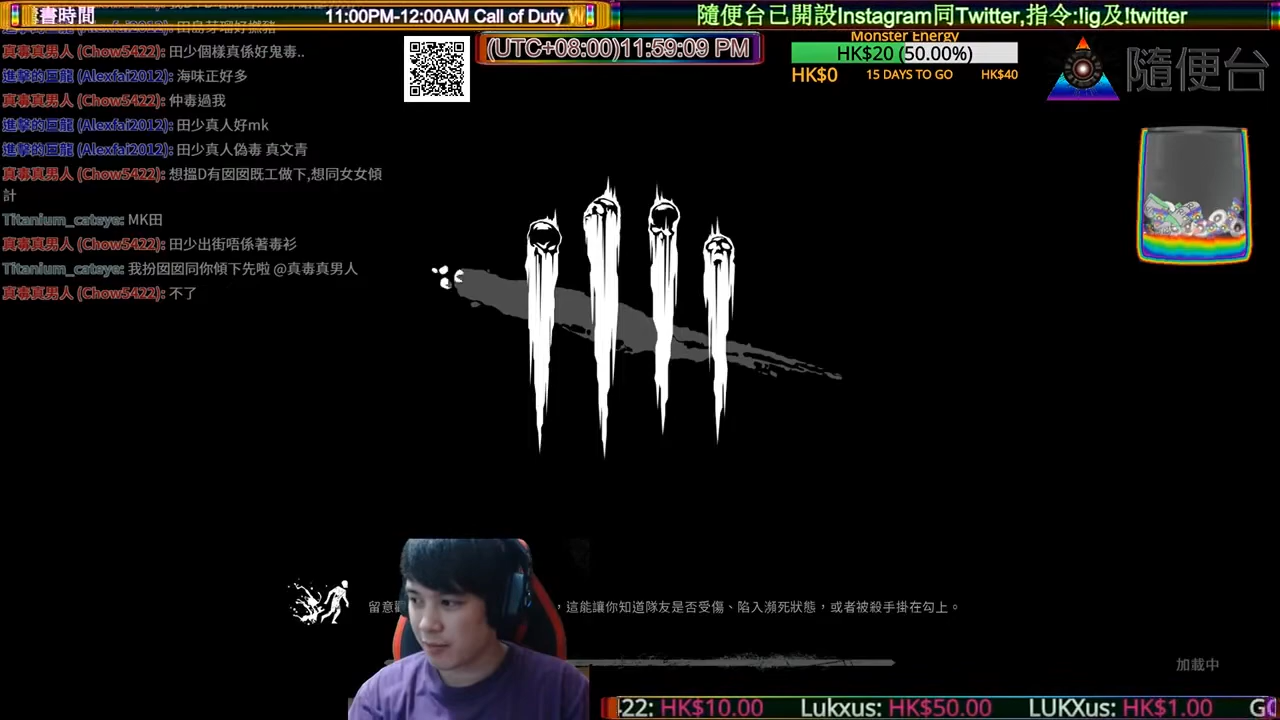 書時間
11:00PM-12:00AM Call of Duty W
隨便台已開設Instagram同Twitter,指令:!ig及!twitter
真毒真男人 (Chow5422): 田少個樣真係好鬼毒..
進擊的巨龍 (Alexfai2012): 海味正好多
真毒真男人 (Chow5422): 仲毒過我
進擊的巨龍 (Alexfai2012): 田少真人好mk
進擊的巨龍 (Alexfai2012): 田少真人偽毒 真文青
真毒真男人 (Chow5422): 想搵D有囡囡既工做下,想同女女傾
計
Titanium_cateye: MK田
真毒真男人 (Chow5422): 田少出街唔係著毒衫
Titanium_cateye: 我扮囡囡同你傾下先啦 @真毒真男人
真毒真男人 (Chow5422): 不了
(UTC+08:00)11:59:09 PM
Monster Energy
HK$20 (50.00%)
HK$0 15 DAYS TO GO HK$40
隨便台
留意
，這能讓你知道隊友是否受傷、陷入瀕死狀態，或者被殺手掛在勾上。
加載中
422: HK$10.00 Lukxus: HK$50.00 LUKXus: HK$1.00